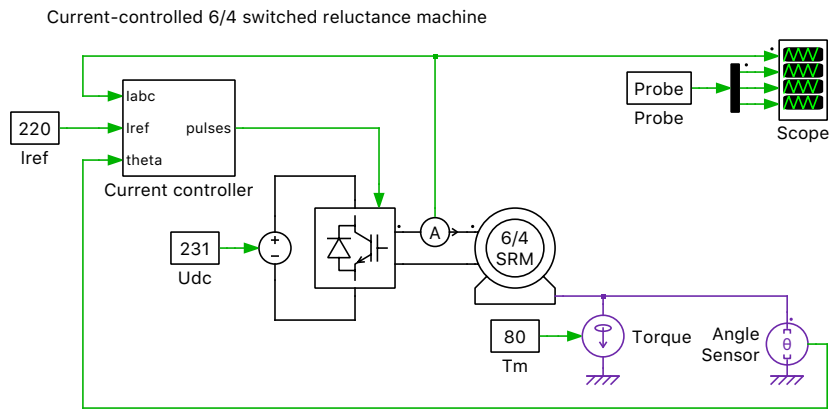 Current-controlled 6/4 switched reluctance machine
Iabc
220
Iref
pulses
theta
Iref
Current controller
Probe
Probe
Scope
231
Udc
+
−
A
6/4
SRM
80
Tm
Torque
Angle
Sensor
θ